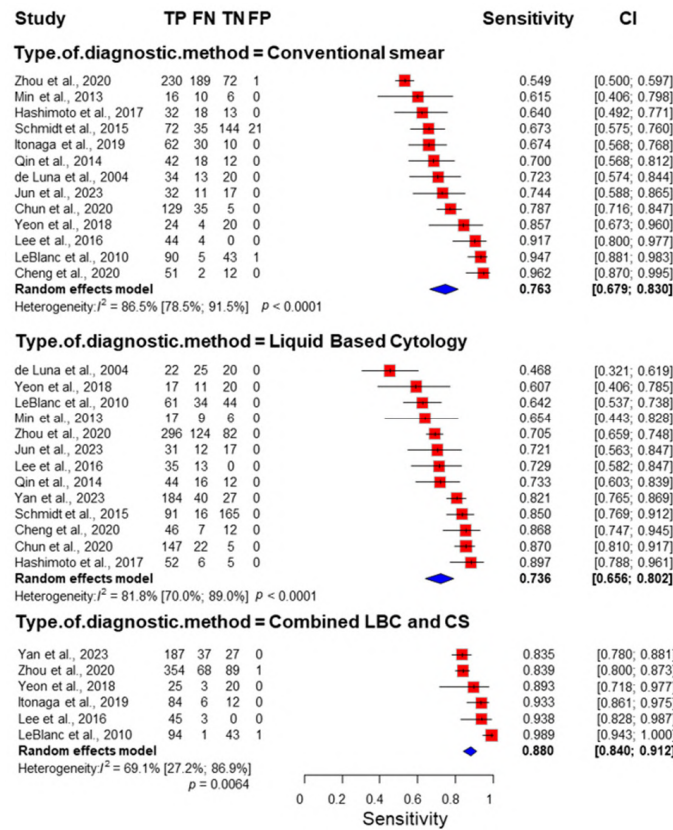 Study TP FN TN FP Sensitivity CI
Type.of.diagnostic.method = Conventional smear
Zhou et al., 2020 230 189 72 1 0.549 [0.500; 0.597]
Min et al., 2013 16 10 6 0 0.615 [0.406; 0.798]
Hashimoto et al., 2017 32 18 13 0 0.640 [0.492; 0.771]
Schmidt et al., 2015 72 35 144 21 0.673 [0.575; 0.760]
Itonaga et al., 2019 62 30 10 0 0.674 [0.568; 0.768]
Qin et al., 2014 42 18 12 0 0.700 [0.568; 0.812]
de Luna et al., 2004 34 13 20 0 0.723 [0.574; 0.844]
Jun et al., 2023 32 11 17 0 0.744 [0.588; 0.865]
Chun et al., 2020 129 35 5 0 0.787 [0.716; 0.847]
Yeon et al., 2018 24 4 20 0 0.857 [0.673; 0.960]
Lee et al., 2016 44 4 0 0 0.917 [0.800; 0.977]
LeBlanc et al., 2010 90 5 43 1 0.947 [0.881; 0.983]
Cheng et al., 2020 51 2 12 0 0.962 [0.870; 0.995]
Random effects model 0.763 [0.679; 0.830]
Heterogeneity: I² = 86.5% [78.5%; 91.5%] p < 0.0001
Type.of.diagnostic.method = Liquid Based Cytology
de Luna et al., 2004 22 25 20 0 0.468 [0.321; 0.619]
Yeon et al., 2018 17 11 20 0 0.607 [0.406; 0.785]
LeBlanc et al., 2010 61 34 44 0 0.642 [0.537; 0.738]
Min et al., 2013 17 9 6 0 0.654 [0.443; 0.828]
Zhou et al., 2020 296 124 82 0 0.705 [0.659; 0.748]
Jun et al., 2023 31 12 17 0 0.721 [0.563; 0.847]
Lee et al., 2016 35 13 0 0 0.729 [0.582; 0.847]
Qin et al., 2014 44 16 12 0 0.733 [0.603; 0.839]
Yan et al., 2023 184 40 27 0 0.821 [0.765; 0.869]
Schmidt et al., 2015 91 16 165 0 0.850 [0.769; 0.912]
Cheng et al., 2020 46 7 12 0 0.868 [0.747; 0.945]
Chun et al., 2020 147 22 5 0 0.870 [0.810; 0.917]
Hashimoto et al., 2017 52 6 5 0 0.897 [0.788; 0.961]
Random effects model 0.736 [0.656; 0.802]
Heterogeneity: I² = 81.8% [70.0%; 89.0%] p < 0.0001
Type.of.diagnostic.method = Combined LBC and CS
Yan et al., 2023 187 37 27 0 0.835 [0.780; 0.881]
Zhou et al., 2020 354 68 89 1 0.839 [0.800; 0.873]
Yeon et al., 2018 25 3 20 0 0.893 [0.718; 0.977]
Itonaga et al., 2019 84 6 12 0 0.933 [0.861; 0.975]
Lee et al., 2016 45 3 0 0 0.938 [0.828; 0.987]
LeBlanc et al., 2010 94 1 43 1 0.989 [0.943; 1.000]
Random effects model 0.880 [0.840; 0.912]
Heterogeneity: I² = 69.1% [27.2%; 86.9%]
p = 0.0064
0 0.2 0.4 0.6 0.8 1
Sensitivity